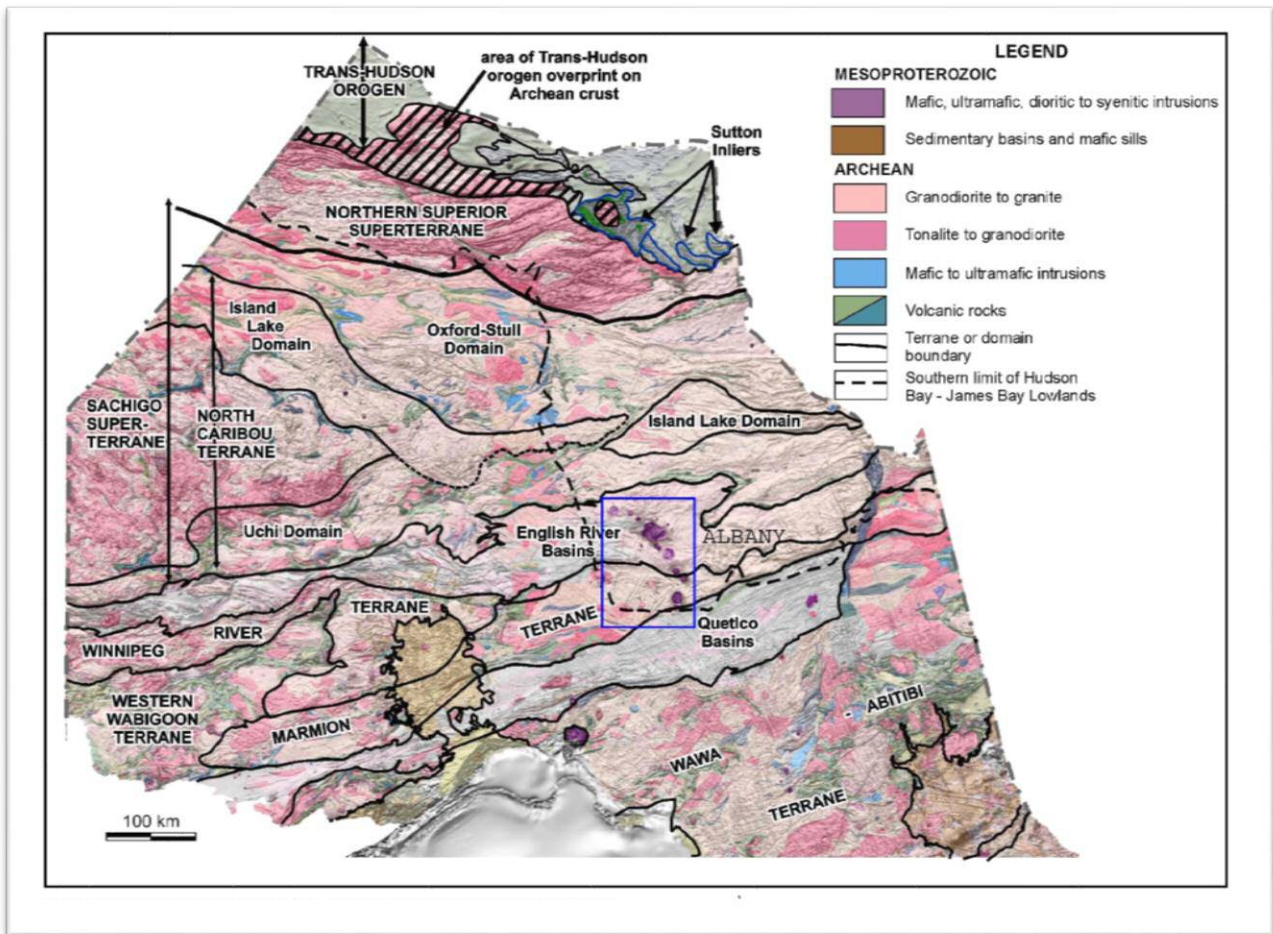 TRANS-HUDSON
OROGEN
area of Trans-Hudson
orogen overprint on
Archean crust
Sutton
Inliers
NORTHERN SUPERIOR
SUPERTERRANE
Island
Lake
Domain
Oxford-Stull
Domain
SACHIGO
SUPER-
TERRANE
NORTH
CARIBOU
TERRANE
Island Lake Domain
Uchi Domain
English River
Basins
ALBANY
TERRANE
RIVER
WINNIPEG
TERRANE
Quetico
Basins
WESTERN
WABIGOON
TERRANE
MARMION
- ABITIBI
WAWA
TERRANE
100 km
LEGEND
MESOPROTEROZOIC
Mafic, ultramafic, dioritic to syenitic intrusions
Sedimentary basins and mafic sills
ARCHEAN
Granodiorite to granite
Tonalite to granodiorite
Mafic to ultramafic intrusions
Volcanic rocks
Terrane or domain
boundary
Southern limit of Hudson
Bay - James Bay Lowlands